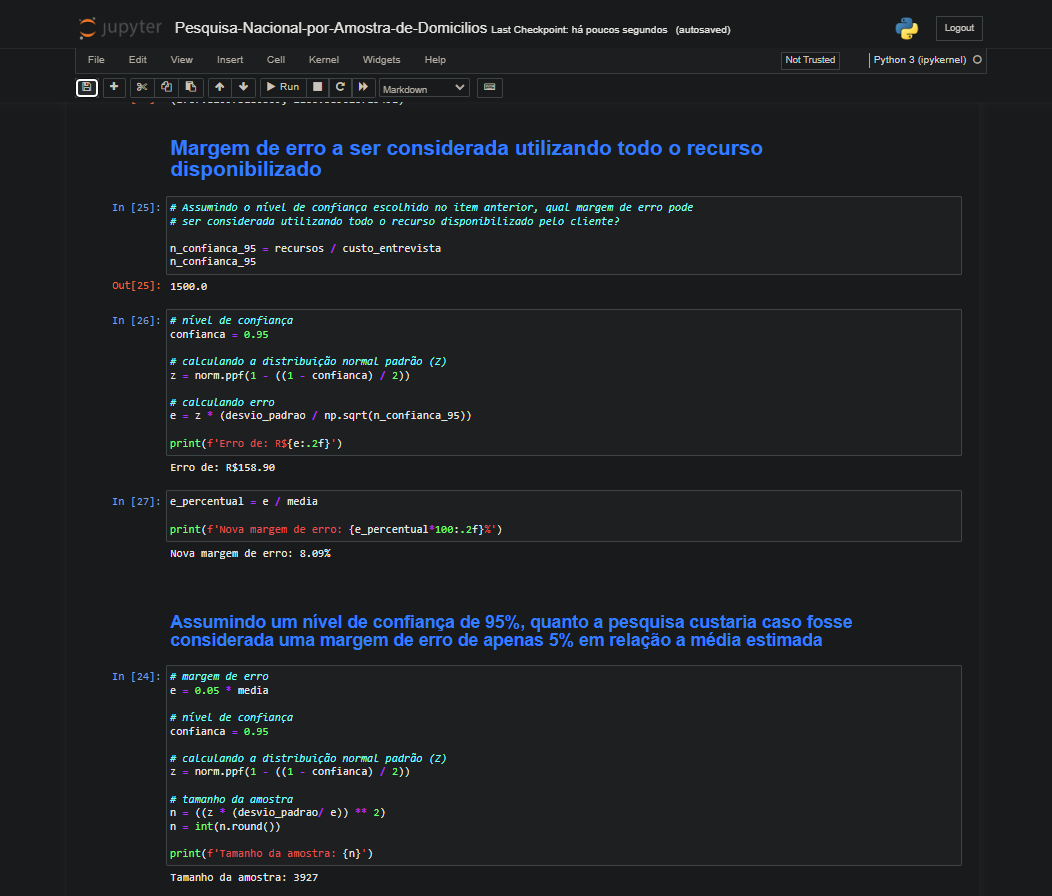 jupyter Pesquisa-Nacional-por-Amostra-de-Domicilios Last Checkpoint: há poucos segundos (autosaved) Logout
File Edit View Insert Cell Kernel Widgets Help Not Trusted Python 3 (ipykernel)
Run Markdown
Margem de erro a ser considerada utilizando todo o recurso
disponibilizado
In [25]: # Assumindo o nível de confiança escolhido no item anterior, qual margem de erro pode
# ser considerada utilizando todo o recurso disponibilizado pelo cliente?
n_confianca_95 = recursos / custo_entrevista
n_confianca_95
Out[25]: 1500.0
In [26]: # nível de confiança
confianca = 0.95
# calculando a distribuição normal padrão (Z)
z = norm.ppf(1 - ((1 - confianca) / 2))
# calculando erro
e = z * (desvio_padrao / np.sqrt(n_confianca_95))
print(f'Erro de: R${e:.2f}')
Erro de: R$158.90
In [27]: e_percentual = e / media
print(f'Nova margem de erro: {e_percentual*100:.2f}%')
Nova margem de erro: 8.09%
Assumindo um nível de confiança de 95%, quanto a pesquisa custaria caso fosse
considerada uma margem de erro de apenas 5% em relação a média estimada
In [24]: # margem de erro
e = 0.05 * media
# nível de confiança
confianca = 0.95
# calculando a distribuição normal padrão (Z)
z = norm.ppf(1 - ((1 - confianca) / 2))
# tamanho da amostra
n = ((z * (desvio_padrao/ e)) ** 2)
n = int(n.round())
print(f'Tamanho da amostra: {n}')
Tamanho da amostra: 3927